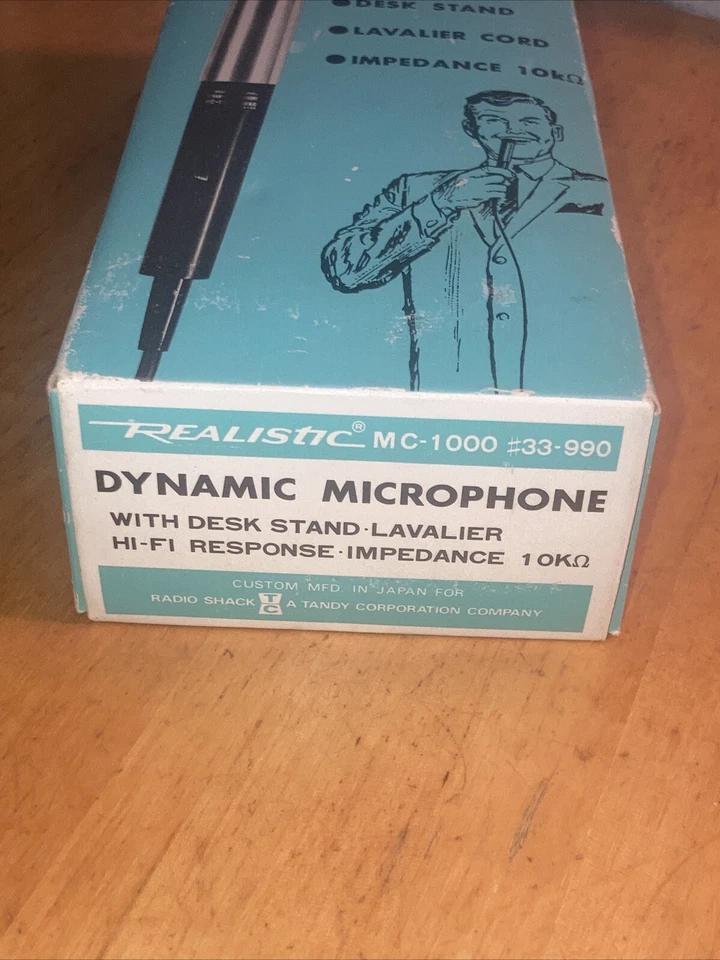 ●DESK STAND
●LAVALIER CORD
●IMPEDANCE 10kΩ
REALISTIC® MC-1000 #33-990
DYNAMIC MICROPHONE
WITH DESK STAND·LAVALIER
HI-FI RESPONSE·IMPEDANCE 10KΩ
CUSTOM MFD. IN JAPAN FOR
RADIO SHACK TC A TANDY CORPORATION COMPANY